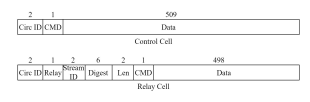 2 1 509
Circ ID CMD Data
Control Cell
2 1 2 6 2 1 498
Circ ID Relay Stream ID Digest Len CMD Data
Relay Cell